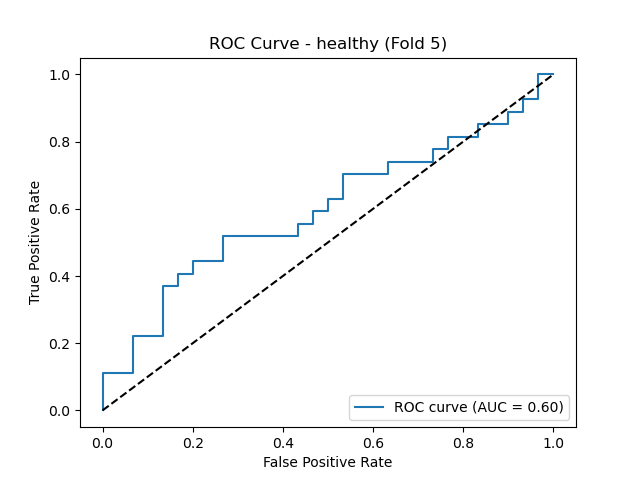 ROC Curve - healthy (Fold 5)
True Positive Rate
1.0
0.8
0.6
0.4
0.2
0.0
ROC curve (AUC = 0.60)
0.0 0.2 0.4 0.6 0.8 1.0
False Positive Rate